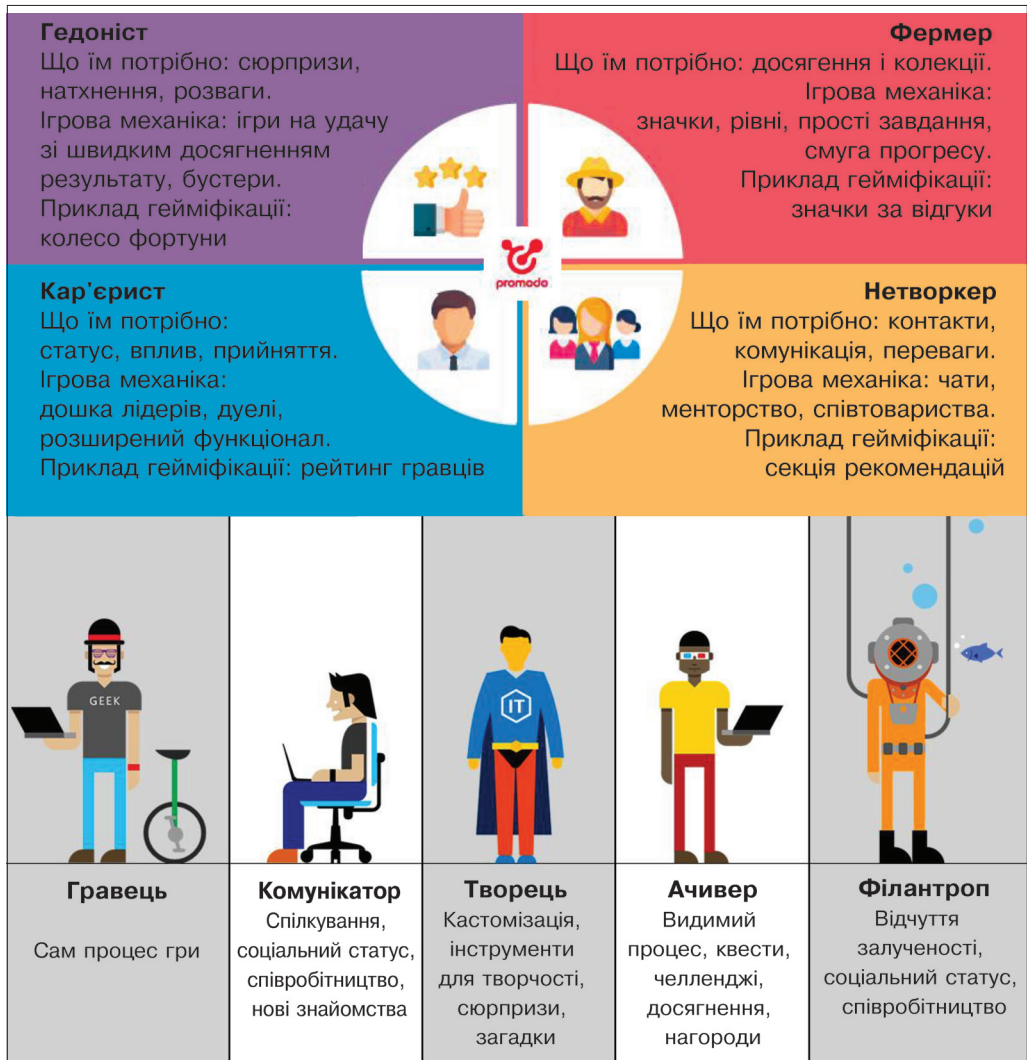 Гедоніст
Що їм потрібно: сюрпризи,
натхнення, розваги.
Ігрова механіка: ігри на удачу
зі швидким досягненням
результату, бустери.
Приклад гейміфікації:
колесо фортуни
Фермер
Що їм потрібно: досягення і колекції.
Ігрова механіка:
значки, рівні, прості завдання,
смуга прогресу.
Приклад гейміфікації:
значки за відгуки
promodo
Кар'єрист
Що їм потрібно:
статус, вплив, прийняття.
Ігрова механіка:
дошка лідерів, дуелі,
розширений функціонал.
Приклад гейміфікації: рейтинг гравців
Нетворкер
Що їм потрібно: контакти,
комунікація, переваги.
Ігрова механіка: чати,
менторство, співтовариства.
Приклад гейміфікації:
секція рекомендацій
GEEK
IT
Гравець
Сам процес гри
Комунікатор
Спілкування,
соціальний статус,
співробітництво,
нові знайомства
Творець
Кастомізація,
інструменти
для творчості,
сюрпризи,
загадки
Ачивер
Видимий
процес, квести,
челленджі,
досягнення,
нагороди
Філантроп
Відчуття
залученості,
соціальний статус,
співробітництво